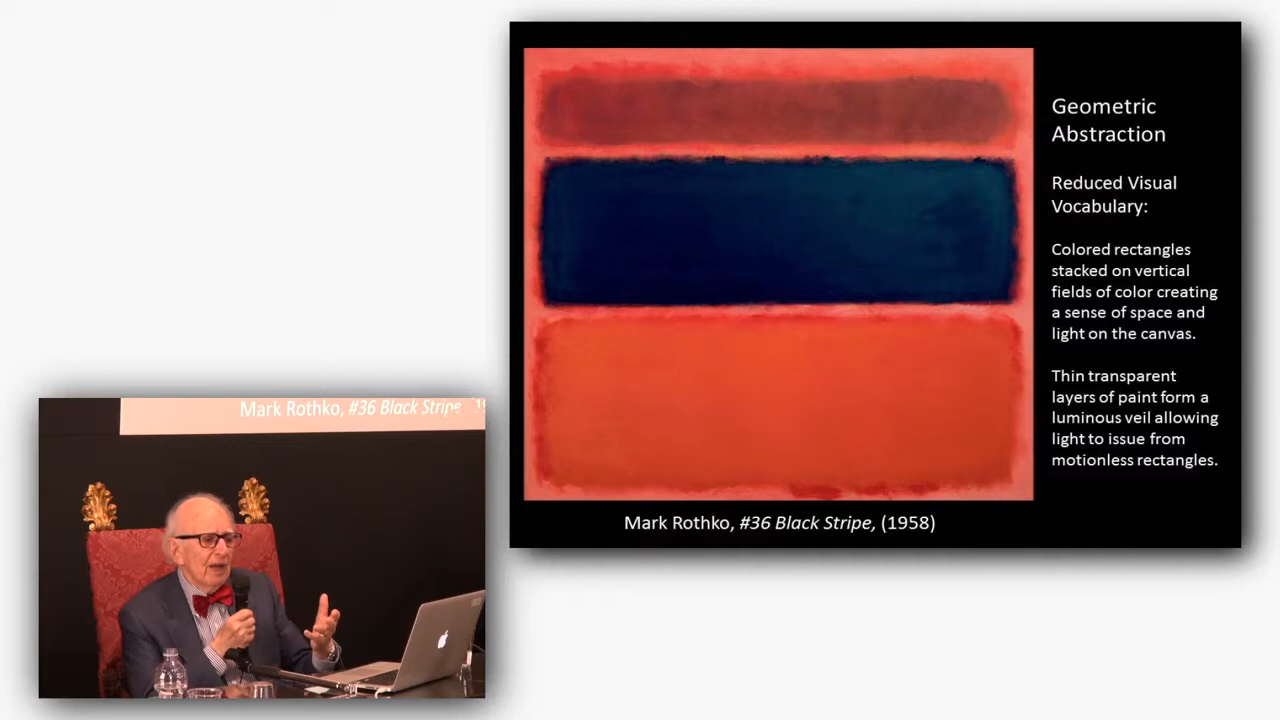 Geometric
Abstraction
Reduced Visual
Vocabulary:
Colored rectangles
stacked on vertical
fields of color creating
a sense of space and
light on the canvas.
Thin transparent
layers of paint form a
luminous veil allowing
light to issue from
motionless rectangles.
Mark Rothko, #36 Black Stripe, (1958)
Mark Rothko, #36 Black Stripe